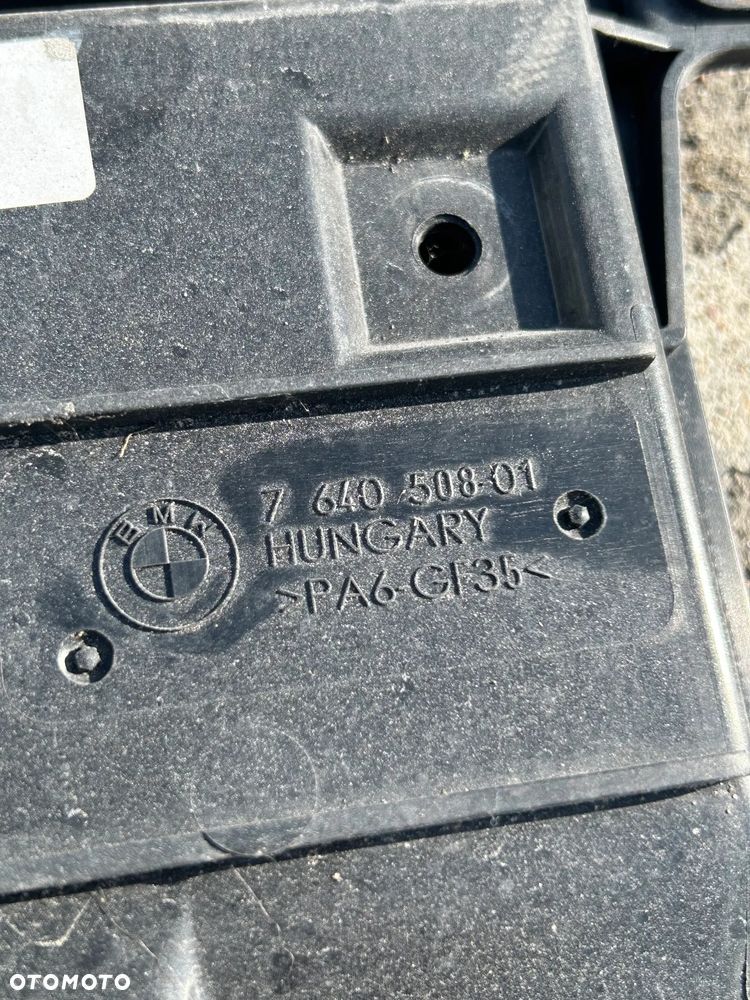 BMW
7 640 508-01
HUNGARY
>PA6-GF35<
OTOMOTO